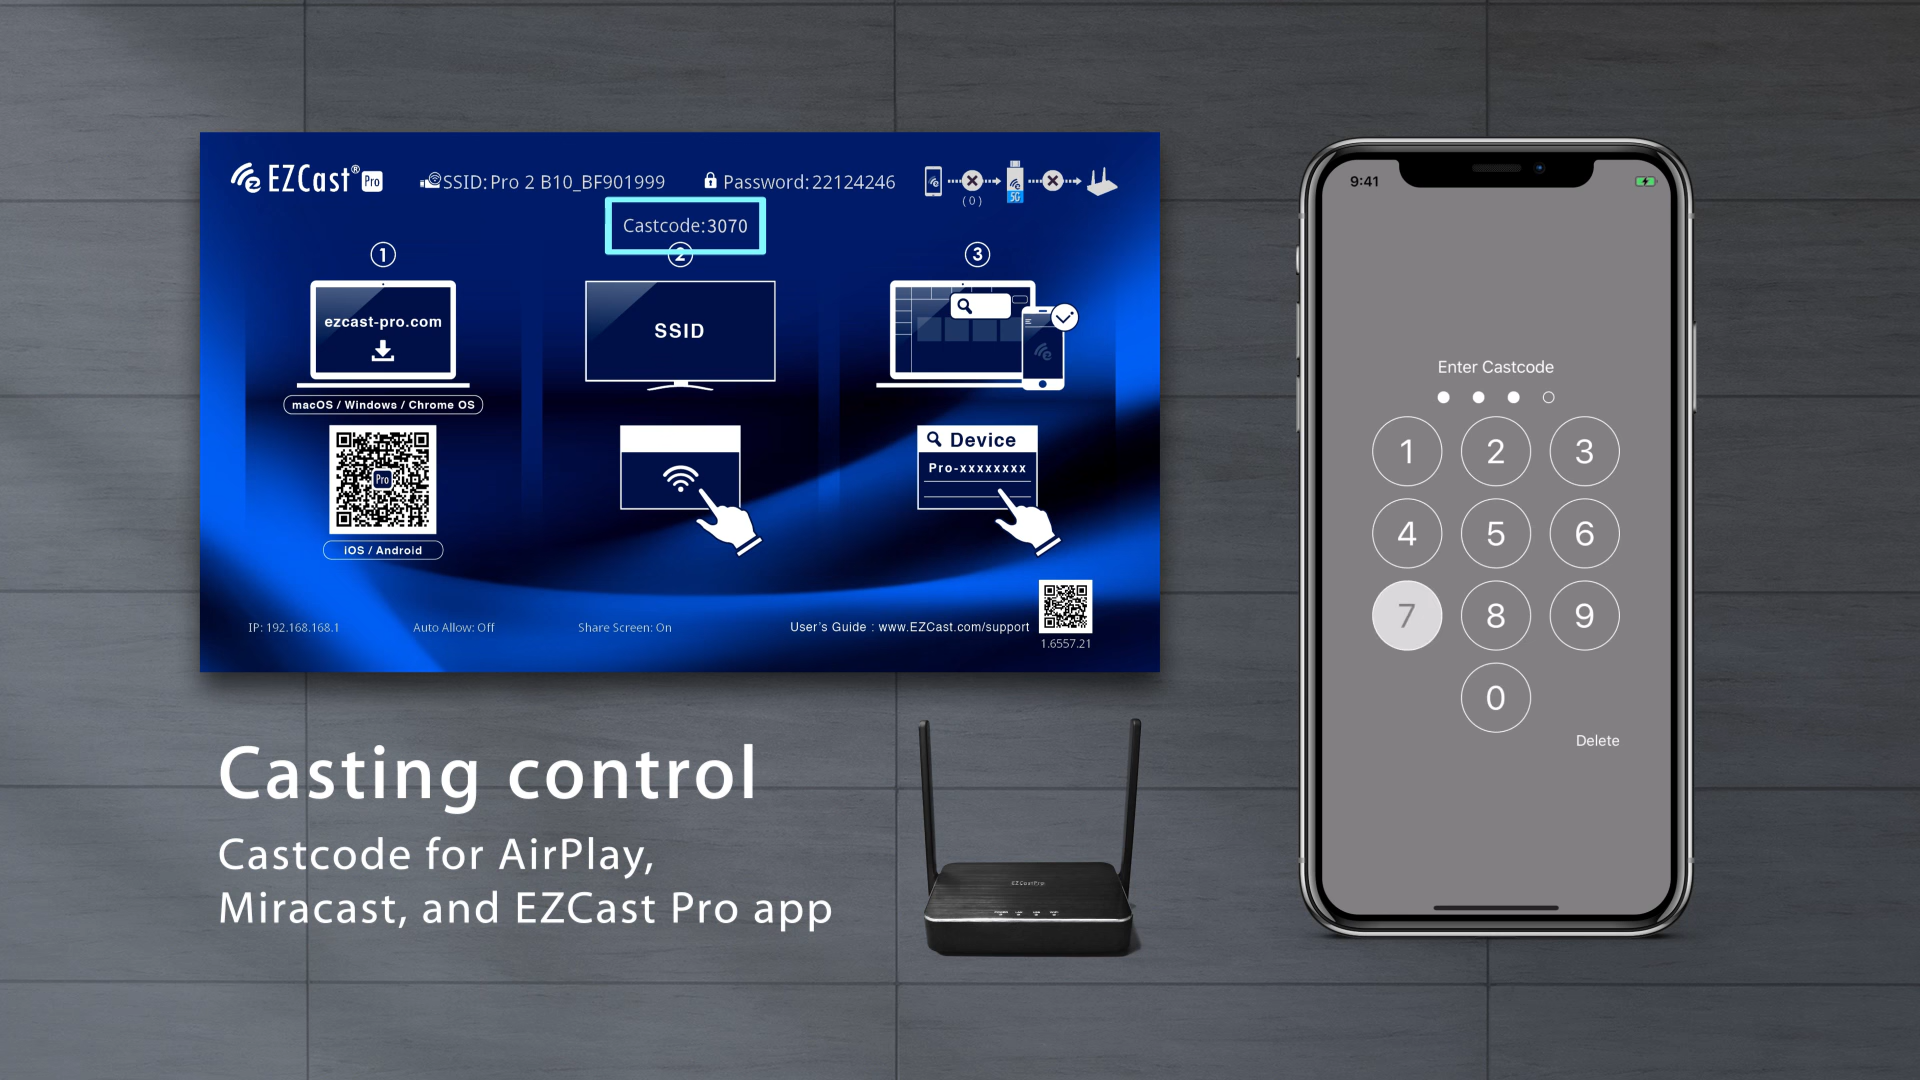 EZCast® Pro
SSID: Pro 2 B10_BF901999
Password: 22124246
(0)
5G
Castcode:3070
1
2
3
ezcast-pro.com
SSID
macOS / Windows / Chrome OS
Pro
Device
Pro-xxxxxxxx
iOS / Android
IP: 192.168.168.1
Auto Allow: Off
Share Screen: On
User's Guide : www.EZCast.com/support
1.6557.21
Casting control
Castcode for AirPlay,
Miracast, and EZCast Pro app
EZCastPro
9:41
Enter Castcode
1 2 3
4 5 6
7 8 9
0
Delete